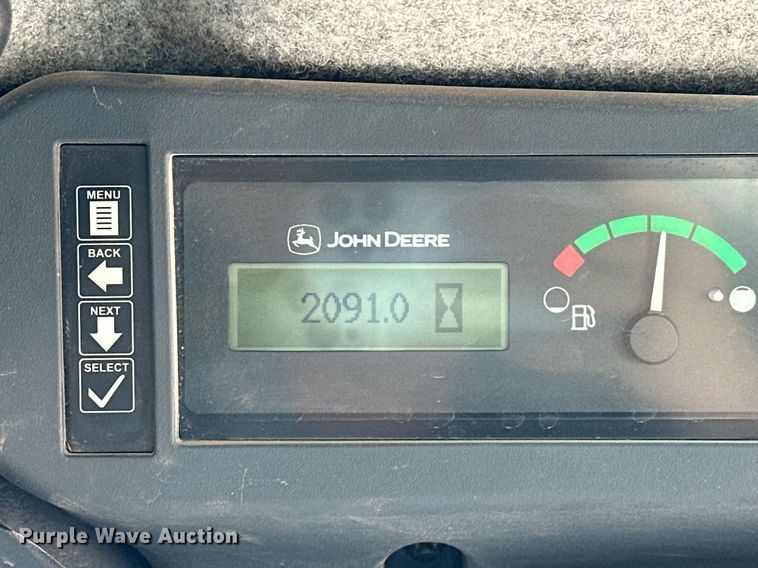 MENU
BACK
NEXT
SELECT
JOHN DEERE
2091.0
Purple Wave Auction